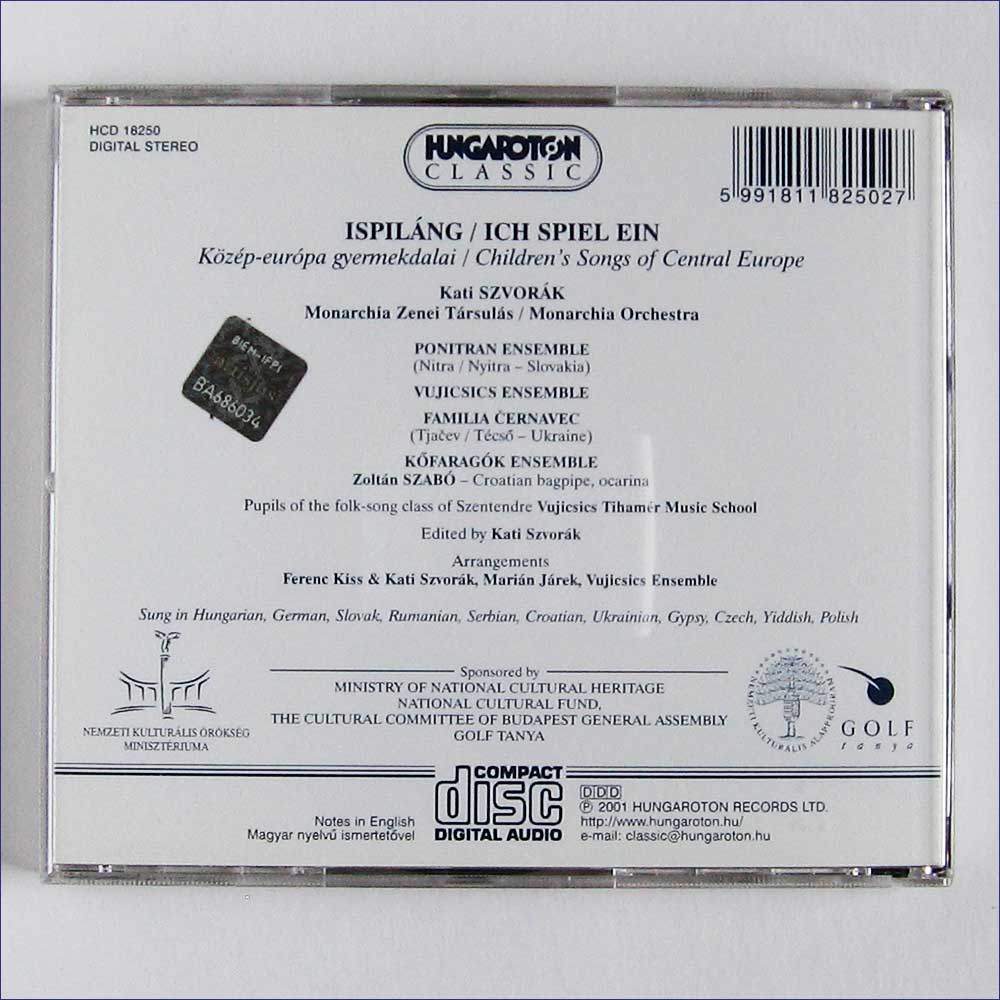 HCD 18250
DIGITAL STEREO
HUNGAROTON
CLASSIC
5 991811 825027
ISPILÁNG / ICH SPIEL EIN
Közép-európa gyermekdalai / Children's Songs of Central Europe
Kati SZVORÁK
Monarchia Zenei Társulás / Monarchia Orchestra
BIEM-IFPI
BA686034
PONITRAN ENSEMBLE
(Nitra / Nyitra – Slovakia)
VUJICSICS ENSEMBLE
FAMILIA ČERNAVEC
(Tjačev / Técső – Ukraine)
KŐFARAGÓK ENSEMBLE
Zoltán SZABÓ – Croatian bagpipe, ocarina
Pupils of the folk-song class of Szentendre Vujicsics Tihamér Music School
Edited by Kati Szvorák
Arrangements
Ferenc Kiss & Kati Szvorák, Marián Járek, Vujicsics Ensemble
Sung in Hungarian, German, Slovak, Rumanian, Serbian, Croatian, Ukrainian, Gypsy, Czech, Yiddish, Polish
NEMZETI KULTURÁLIS ÖRÖKSÉG
MINISZTÉRIUMA
Sponsored by
MINISTRY OF NATIONAL CULTURAL HERITAGE
NATIONAL CULTURAL FUND,
THE CULTURAL COMMITTEE OF BUDAPEST GENERAL ASSEMBLY
GOLF TANYA
NEMZETI KULTURÁLIS ALAPPROGRAM
GOLF
tanya
Notes in English
Magyar nyelvű ismertetővel
COMPACT
disc
DIGITAL AUDIO
DDD
℗ 2001 HUNGAROTON RECORDS LTD.
http://www.hungaroton.hu/
e-mail: classic@hungaroton.hu